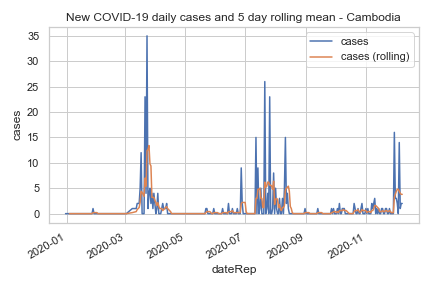 New COVID-19 daily cases and 5 day rolling mean - Cambodia
cases
cases (rolling)
35
30
25
20
15
10
5
0
cases
2020-01
2020-03
2020-05
2020-07
2020-09
2020-11
dateRep